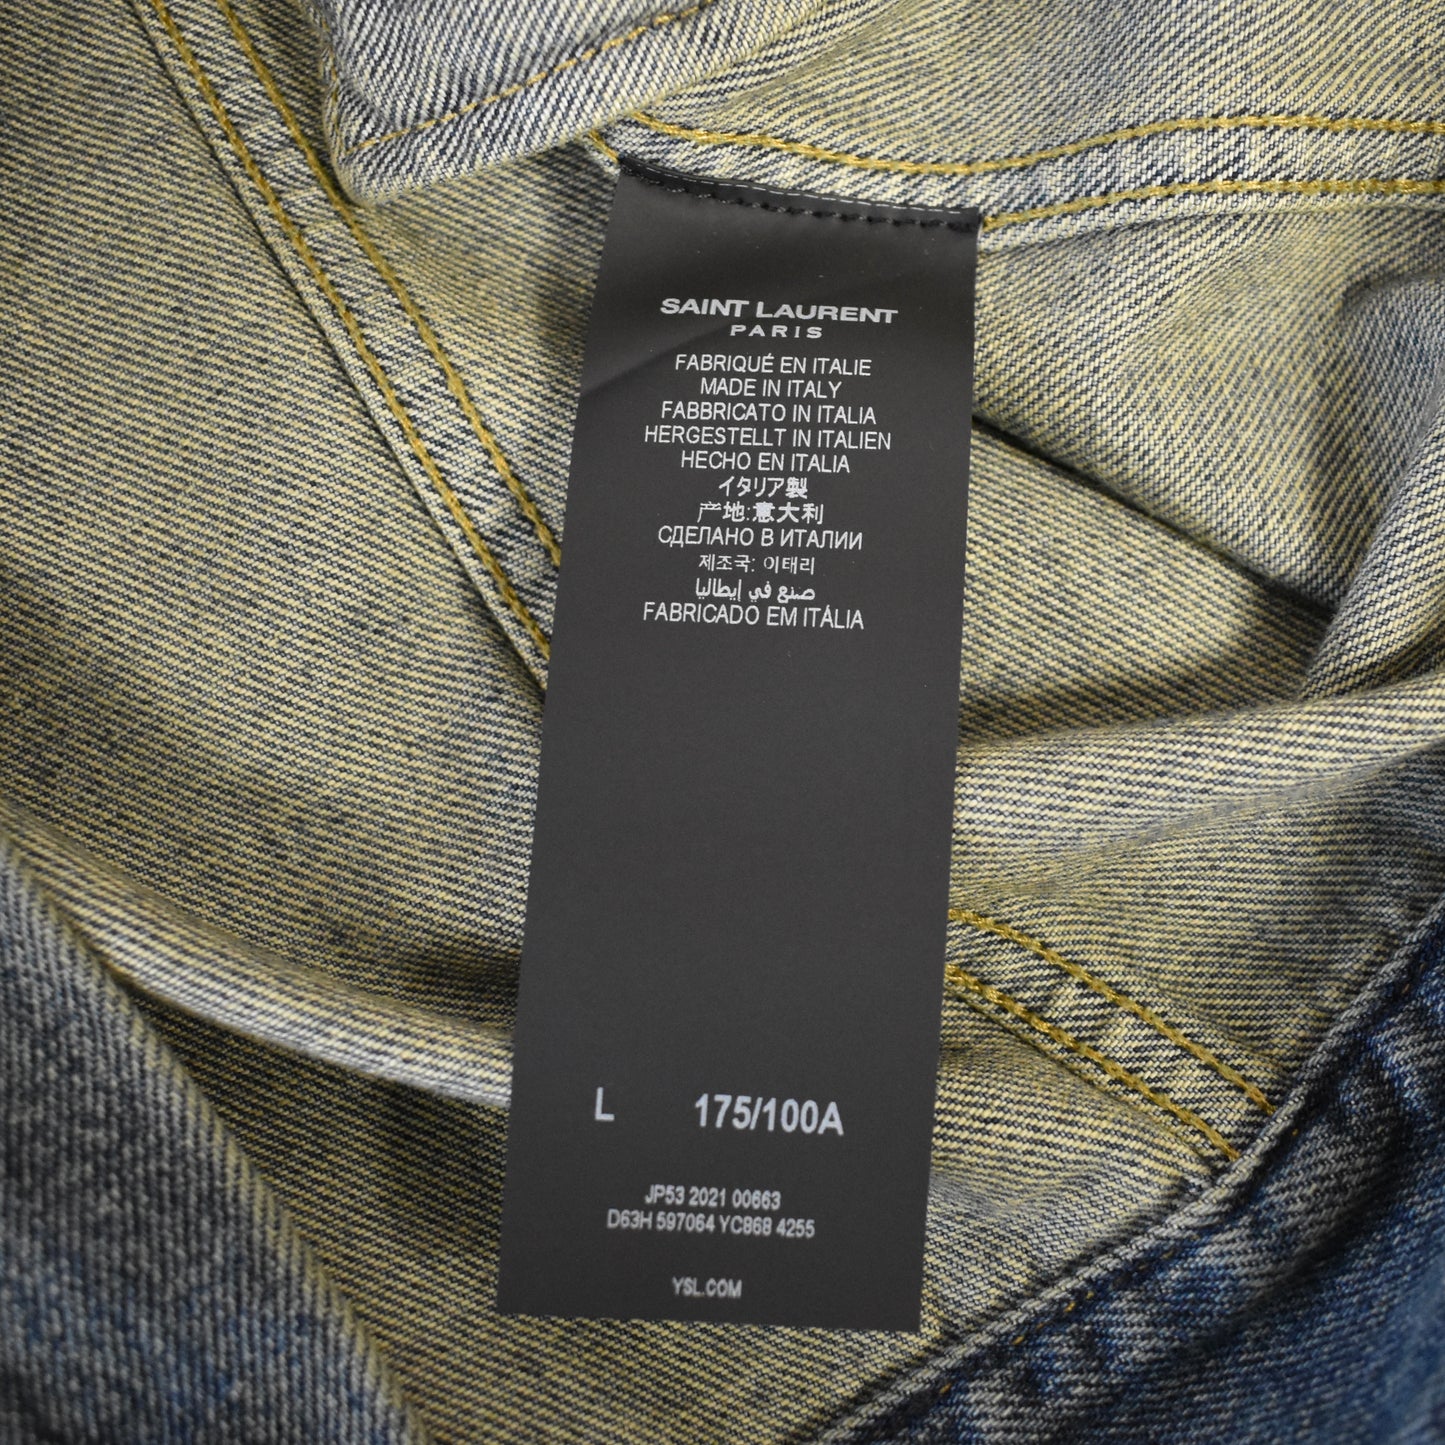 SAINT LAURENT
PARIS
FABRIQUÉ EN ITALIE
MADE IN ITALY
FABBRICATO IN ITALIA
HERGESTELLT IN ITALIEN
HECHO EN ITALIA
イタリア製
产地:意大利
СДЕЛАНО В ИТАЛИИ
제조국: 이태리
صنع في إيطاليا
FABRICADO EM ITÁLIA
L 175/100A
JP53 2021 00663
D63H 597064 YC868 4255
YSL.COM